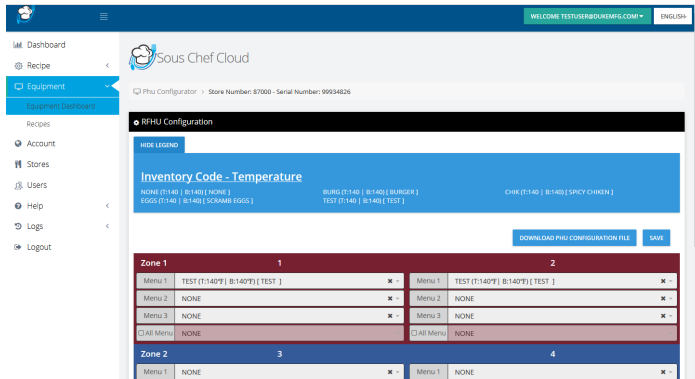 WELCOME TESTUSER@DUKEMFG.COM!
ENGLISH
Dashboard
Recipe
Equipment
Equipment Dashboard
Recipes
Account
Stores
Users
Help
Logs
Logout
Sous Chef Cloud
Phu Configurator > Store Number: 87000 - Serial Number: 99934826
RFHU Configuration
HIDE LEGEND
Inventory Code - Temperature
NONE (T:140 | B:140) [ NONE ] BURG (T:140 | B:140) [ BURGER ] CHIK (T:140 | B:140) [ SPICY CHIKEN ]
EGGS (T:140 | B:140) [ SCRAMB EGGS ] TEST (T:140 | B:140) [ TEST ]
DOWNLOAD PHU CONFIGURATION FILE SAVE
Zone 1 1 2
Menu 1 TEST (T:140°F| B:140°F) [ TEST ] Menu 1 TEST (T:140°F| B:140°F) [ TEST ]
Menu 2 NONE Menu 2 NONE
Menu 3 NONE Menu 3 NONE
All Menu NONE All Menu NONE
Zone 2 3 4
Menu 1 NONE Menu 1 NONE